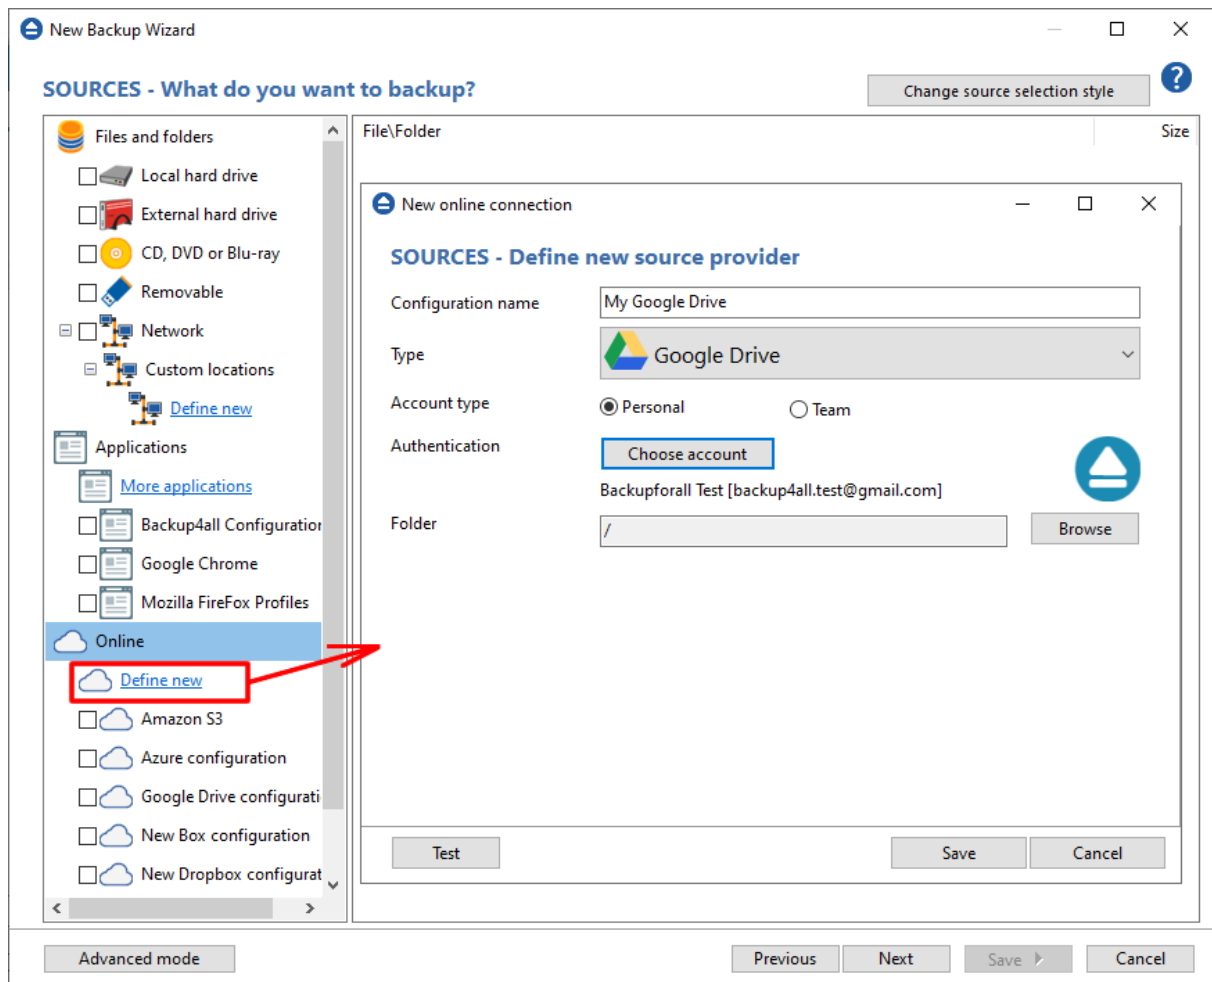 New Backup Wizard
SOURCES - What do you want to backup?
Change source selection style
?
Files and folders
Local hard drive
External hard drive
CD, DVD or Blu-ray
Removable
Network
Custom locations
Define new
Applications
More applications
Backup4all Configuration
Google Chrome
Mozilla FireFox Profiles
Online
Define new
Amazon S3
Azure configuration
Google Drive configurati
New Box configuration
New Dropbox configurat
File\Folder
Size
New online connection
SOURCES - Define new source provider
Configuration name
My Google Drive
Type
Google Drive
Account type
Personal
Team
Authentication
Choose account
Backupforall Test [backup4all.test@gmail.com]
Folder
/
Browse
Test
Save
Cancel
Advanced mode
Previous
Next
Save
Cancel